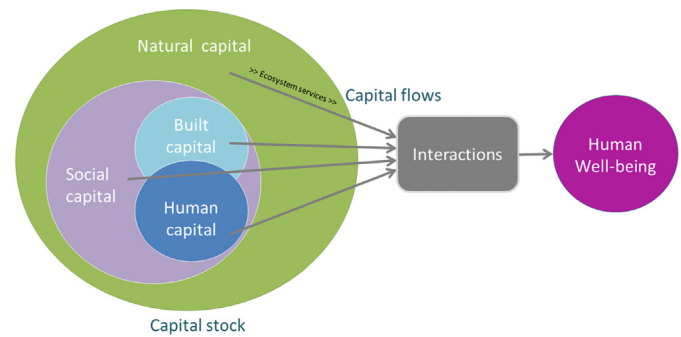 Natural capital
>> Ecosystem services >>
Capital flows
Built
capital
Social
capital
Human
capital
Interactions
Human
Well-being
Capital stock